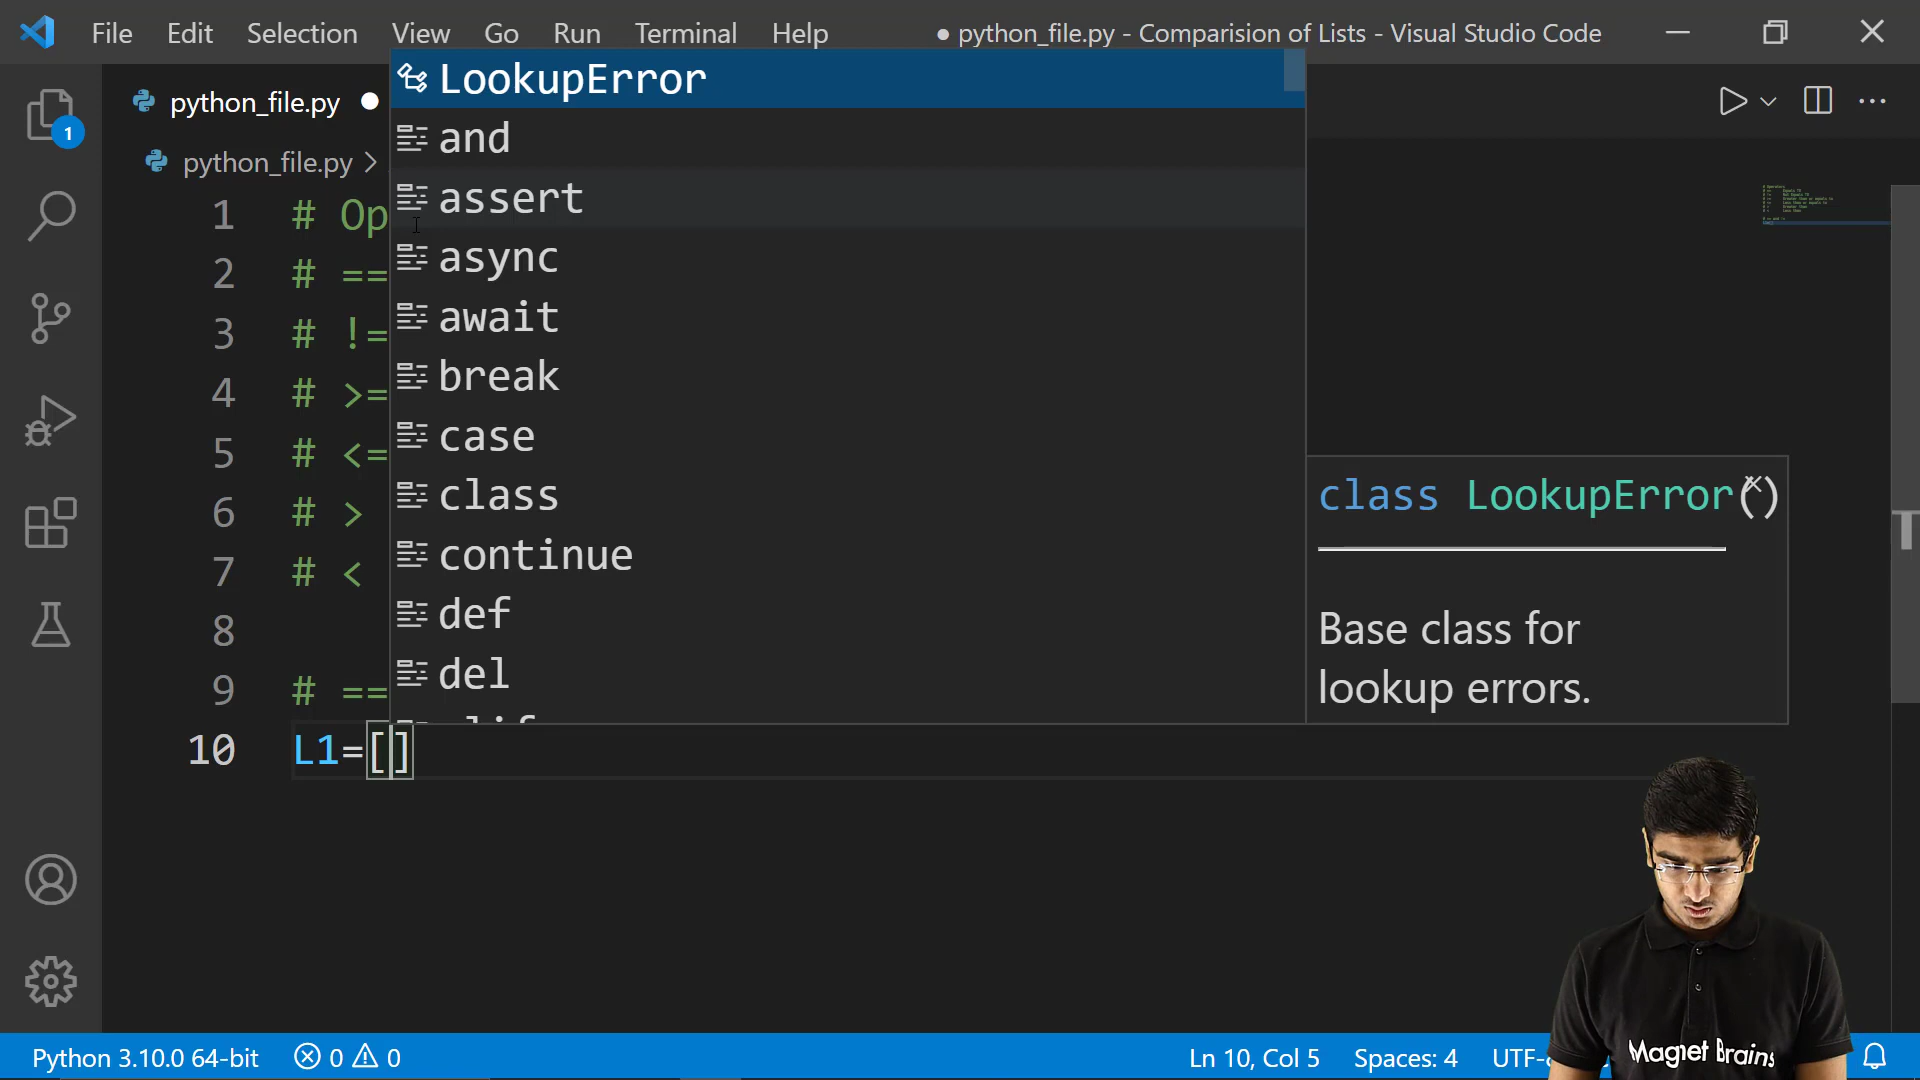 File Edit Selection View Go Run Terminal Help
● python_file.py - Comparision of Lists - Visual Studio Code
python_file.py ●
python_file.py >
1
LookupError
and
assert
async
await
break
case
class
continue
def
del
class LookupError()
Base class for
lookup errors.
1 # Op
2 # ==
3 # !=
4 # >=
5 # <=
6 # >
7 # <
8
9 # ==
10 L1=[]
Magnet Brains
Python 3.10.0 64-bit 0 0 Ln 10, Col 5 Spaces: 4